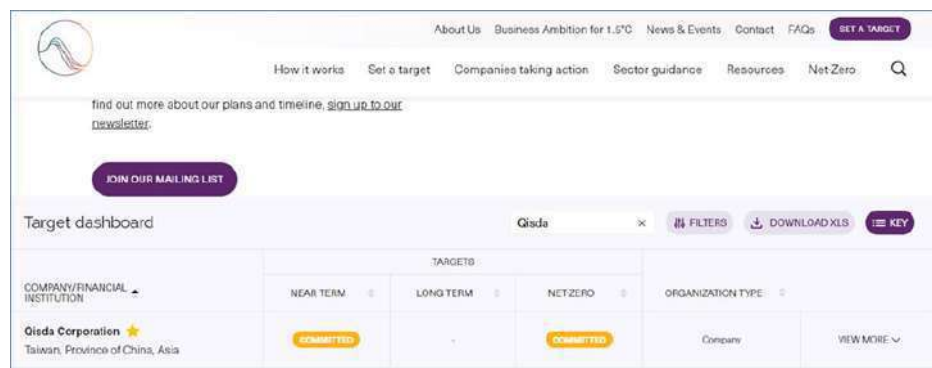 About Us Business Ambition for 1.5°C News & Events Contact FAQs SET A TARGET
How it works Set a target Companies taking action Sector guidance Resources Net-Zero
find out more about our plans and timeline, sign up to our
newsletter.
JOIN OUR MAILING LIST
Target dashboard Qisda × FILTERS DOWNLOAD XLS KEY
TARGETS
COMPANY/FINANCIAL
INSTITUTION NEAR TERM LONG TERM NET-ZERO ORGANIZATION TYPE
Qisda Corporation COMMITTED - COMMITTED Company VIEW MORE
Taiwan, Province of China, Asia